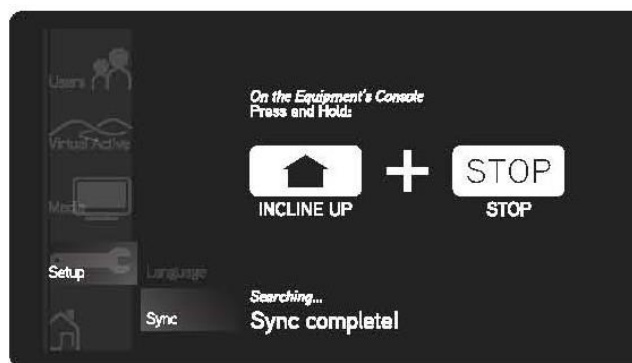 Users
Virtual Active
Media
Setup
Language
Sync
On the Equipment's Console
Press and Hold:
STOP
INCLINE UP
STOP
Searching...
Sync complete!